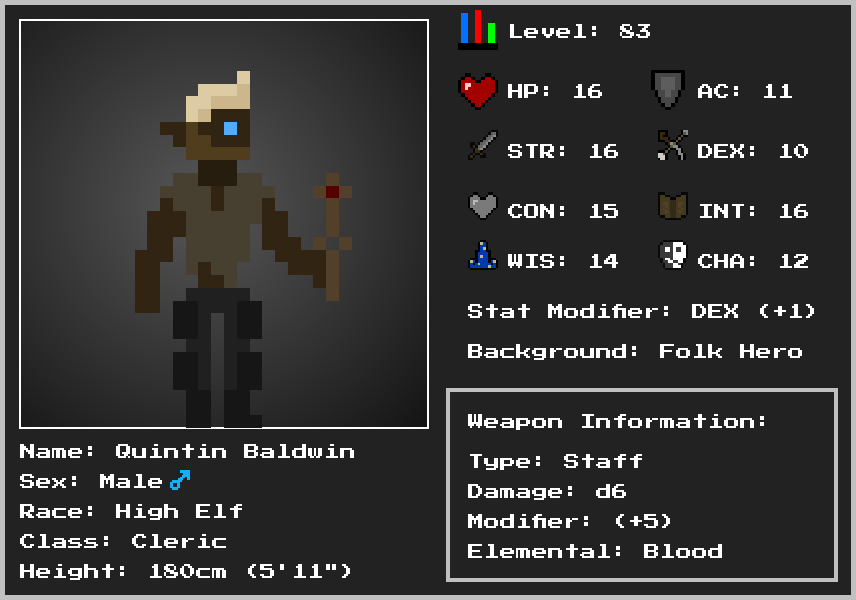 Level: 83
HP: 16 AC: 11
STR: 16 DEX: 10
CON: 15 INT: 16
WIS: 14 CHA: 12
Stat Modifier: DEX (+1)
Background: Folk Hero
Weapon Information:
Type: Staff
Damage: d6
Modifier: (+5)
Elemental: Blood
Name: Quintin Baldwin
Sex: Male♂
Race: High Elf
Class: Cleric
Height: 180cm (5'11")